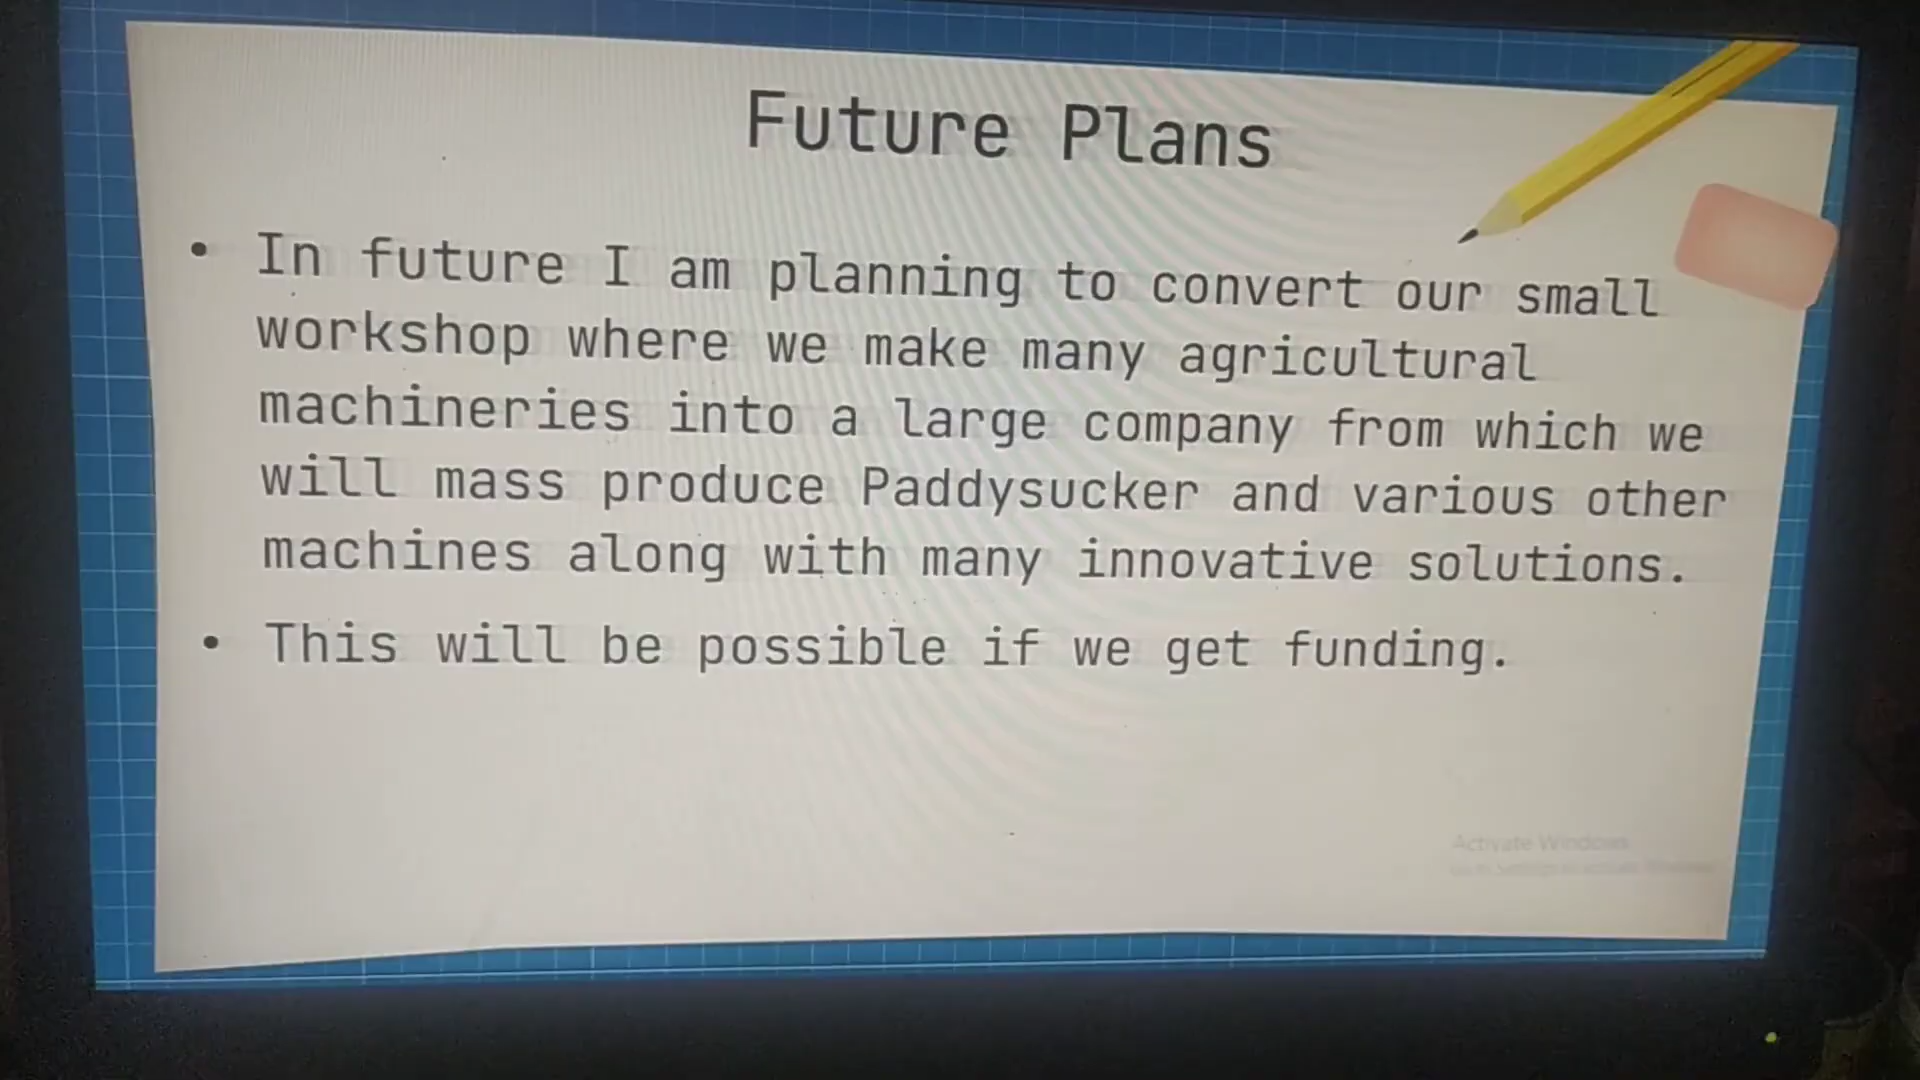 Future Plans
• In future I am planning to convert our small
workshop where we make many agricultural
machineries into a large company from which we
will mass produce Paddysucker and various other
machines along with many innovative solutions.
• This will be possible if we get funding.
Activate Windows